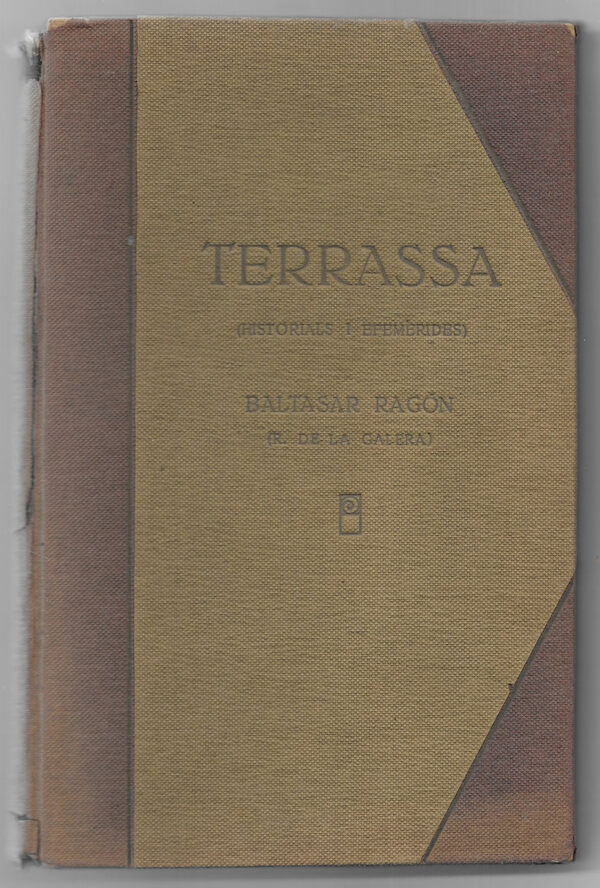 TERRASSA
(HISTORIALS I EFEMÈRIDES)
BALTASAR RAGÓN
(R. DE LA GALERA)